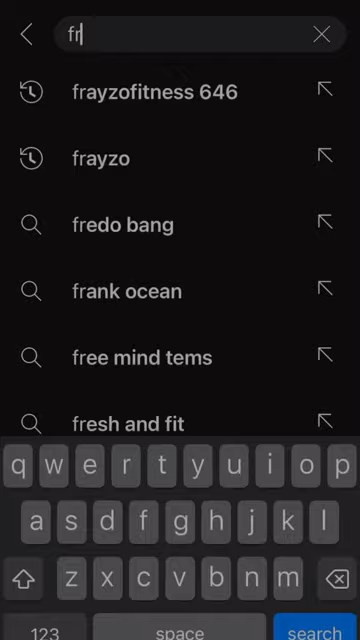 fr
frayzofitness 646
frayzo
fredo bang
frank ocean
free mind tems
fresh and fit
q w e r t y u i o p
a s d f g h j k l
z x c v b n m
123 space search